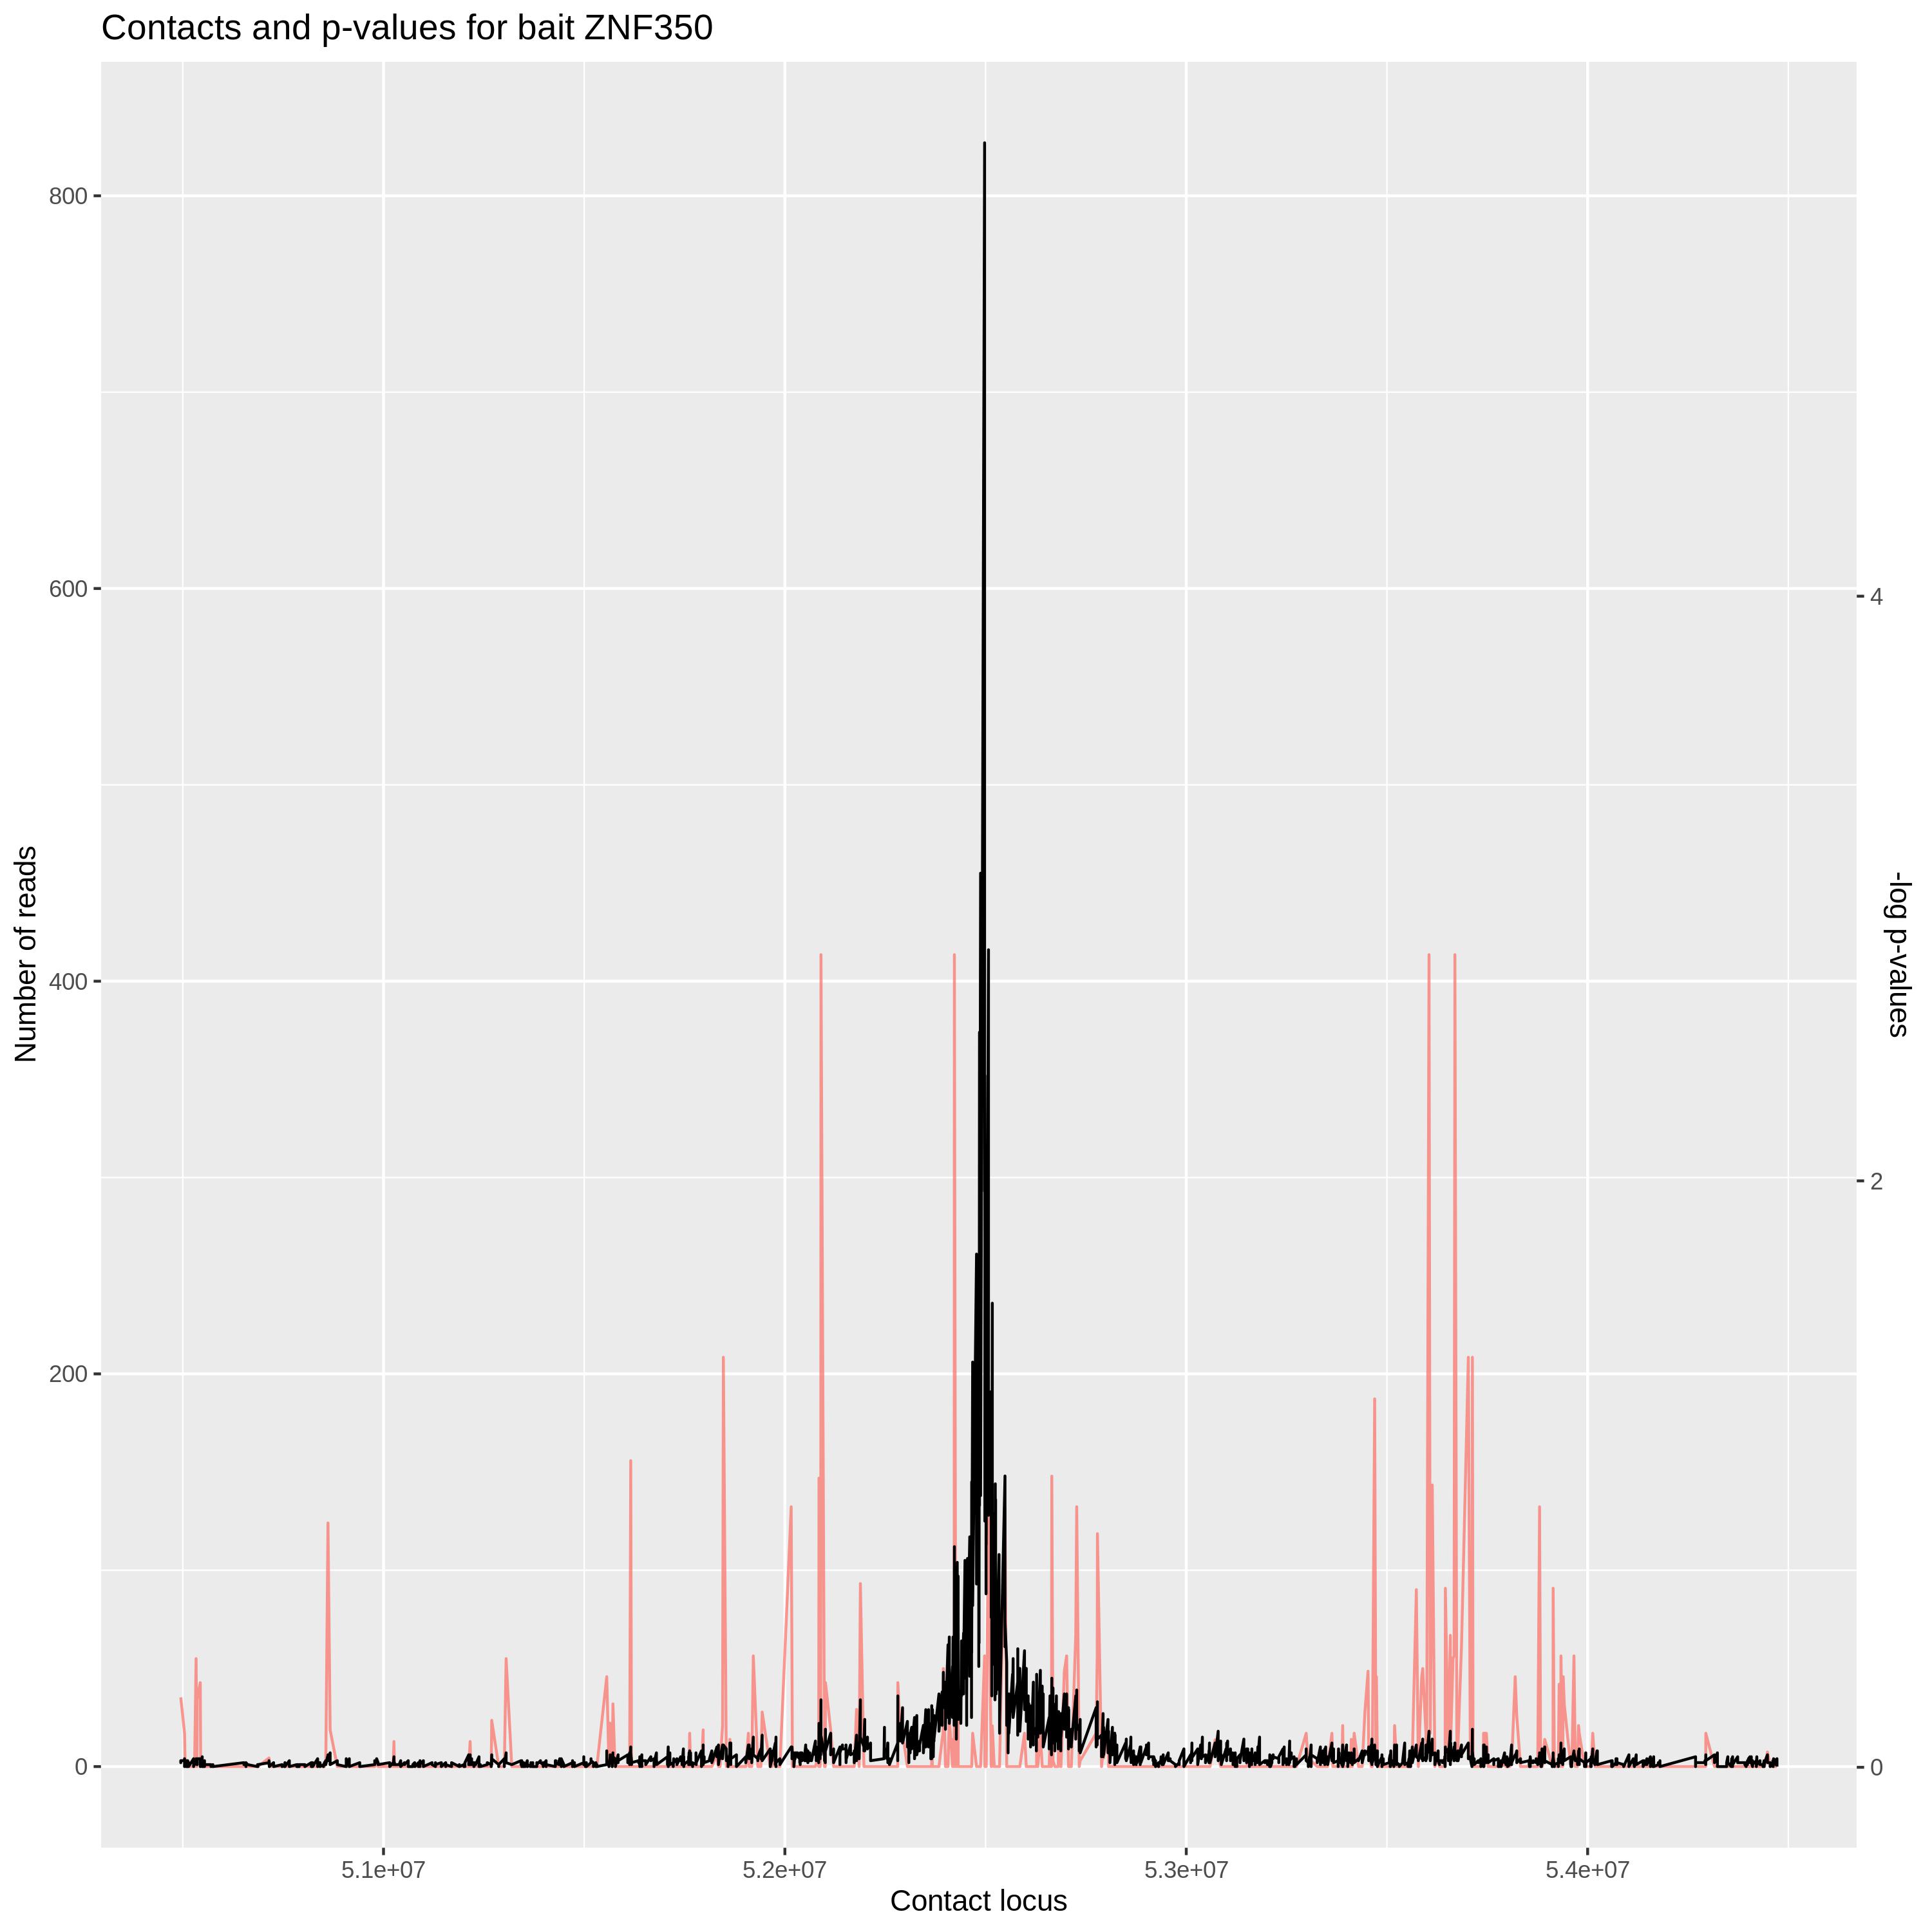 Contacts and p-values for bait ZNF350
800
600
400
200
0
Number of reads
4
2
0
-log p-values
5.1e+07
5.2e+07
5.3e+07
5.4e+07
Contact locus